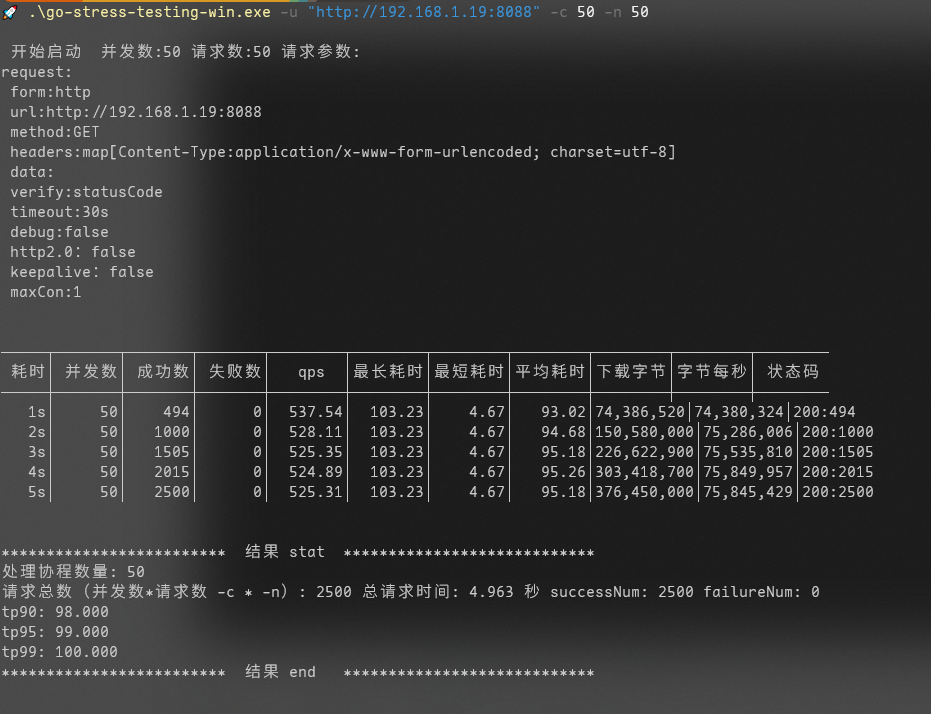 🚀 .\go-stress-testing-win.exe -u "http://192.168.1.19:8088" -c 50 -n 50
开始启动 并发数:50 请求数:50 请求参数:
request:
form:http
url:http://192.168.1.19:8088
method:GET
headers:map[Content-Type:application/x-www-form-urlencoded; charset=utf-8]
data:
verify:statusCode
timeout:30s
debug:false
http2.0: false
keepalive: false
maxCon:1
耗时│ 并发数│ 成功数│ 失败数│ qps │最长耗时│最短耗时│平均耗时│下载字节│字节每秒│ 状态码
1s│ 50│ 494│ 0│ 537.54│ 103.23│ 4.67│ 93.02│74,386,520│74,380,324│200:494
2s│ 50│ 1000│ 0│ 528.11│ 103.23│ 4.67│ 94.68│150,580,000│75,286,006│200:1000
3s│ 50│ 1505│ 0│ 525.35│ 103.23│ 4.67│ 95.18│226,622,900│75,535,810│200:1505
4s│ 50│ 2015│ 0│ 524.89│ 103.23│ 4.67│ 95.26│303,418,700│75,849,957│200:2015
5s│ 50│ 2500│ 0│ 525.31│ 103.23│ 4.67│ 95.18│376,450,000│75,845,429│200:2500
************************* 结果 stat ****************************
处理协程数量: 50
请求总数（并发数*请求数 -c * -n）: 2500 总请求时间: 4.963 秒 successNum: 2500 failureNum: 0
tp90: 98.000
tp95: 99.000
tp99: 100.000
************************* 结果 end ****************************